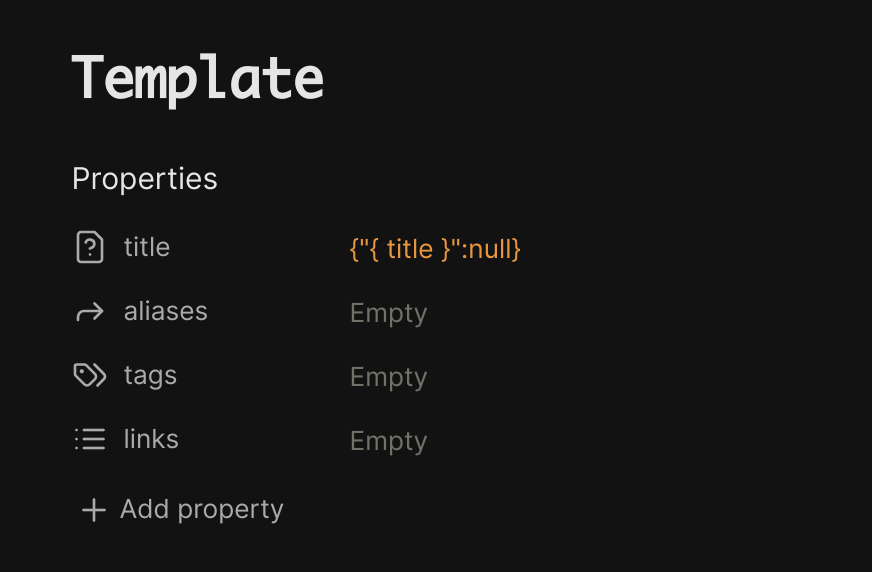 Template
Properties
title {"{ title }":null}
aliases Empty
tags Empty
links Empty
+ Add property